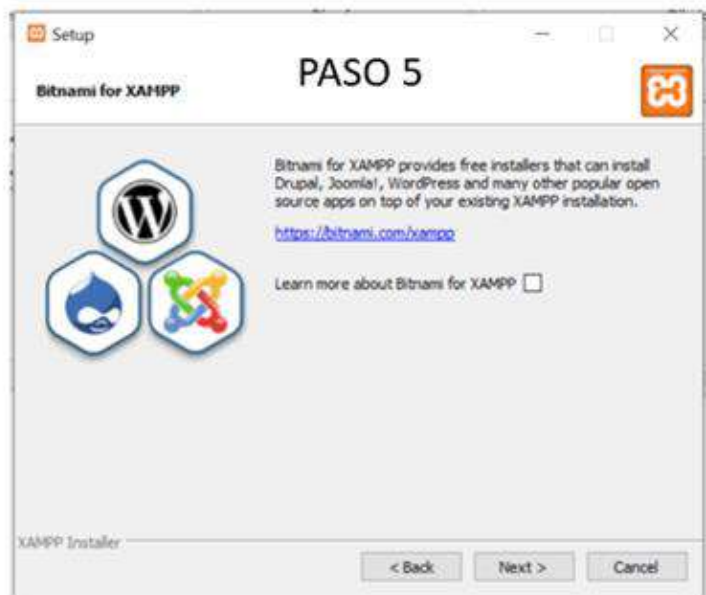 Setup
PASO 5
Bitnami for XAMPP
Bitnami for XAMPP provides free installers that can install
Drupal, Joomla!, WordPress and many other popular open
source apps on top of your existing XAMPP installation.
https://bitnami.com/xampp
Learn more about Bitnami for XAMPP
XAMPP Installer
< Back
Next >
Cancel